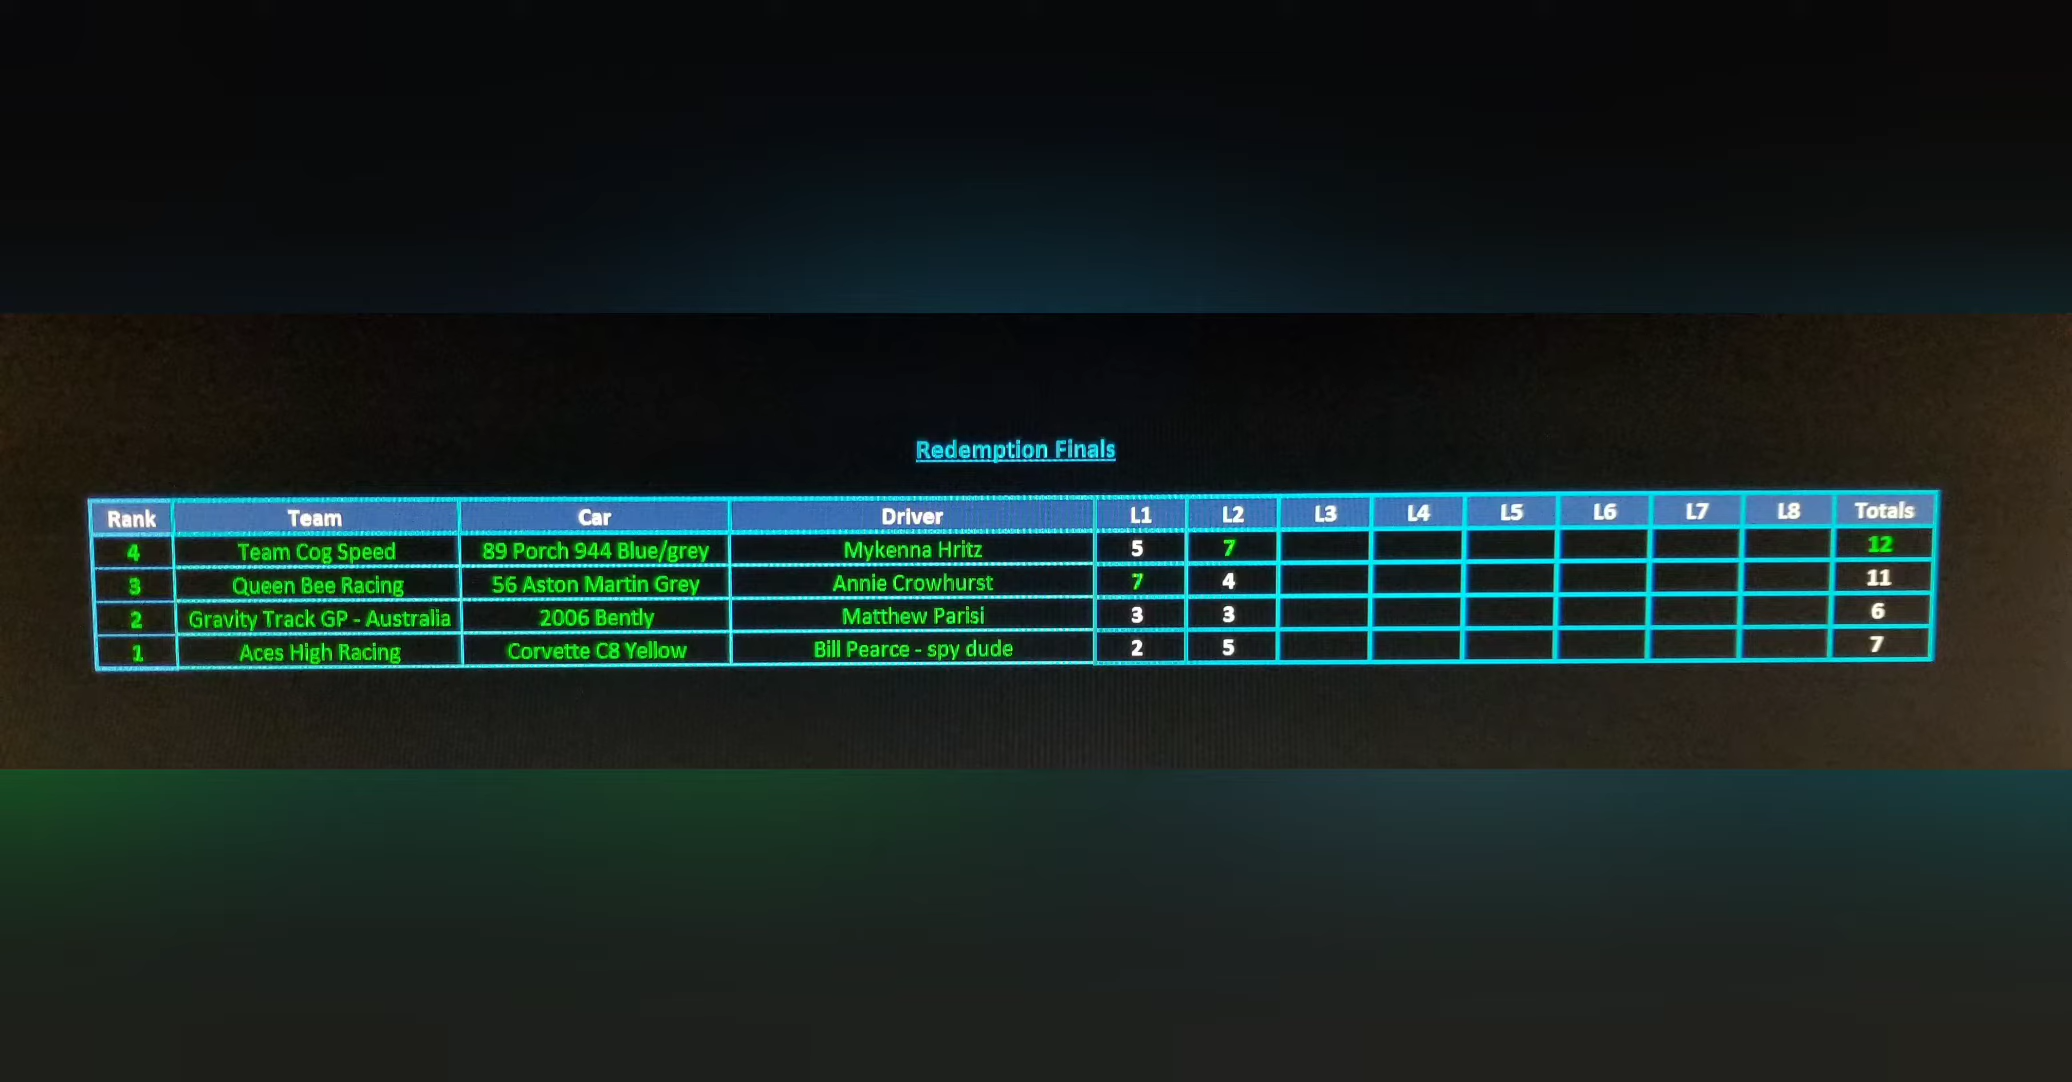 Redemption Finals
Rank Team Car Driver L1 L2 L3 L4 L5 L6 L7 L8 Totals
4 Team Cog Speed 89 Porch 944 Blue/grey Mykenna Hritz 5 7 12
3 Queen Bee Racing 56 Aston Martin Grey Annie Crowhurst 7 4 11
2 Gravity Track GP - Australia 2006 Bently Matthew Parisi 3 3 6
1 Aces High Racing Corvette C8 Yellow Bill Pearce - spy dude 2 5 7